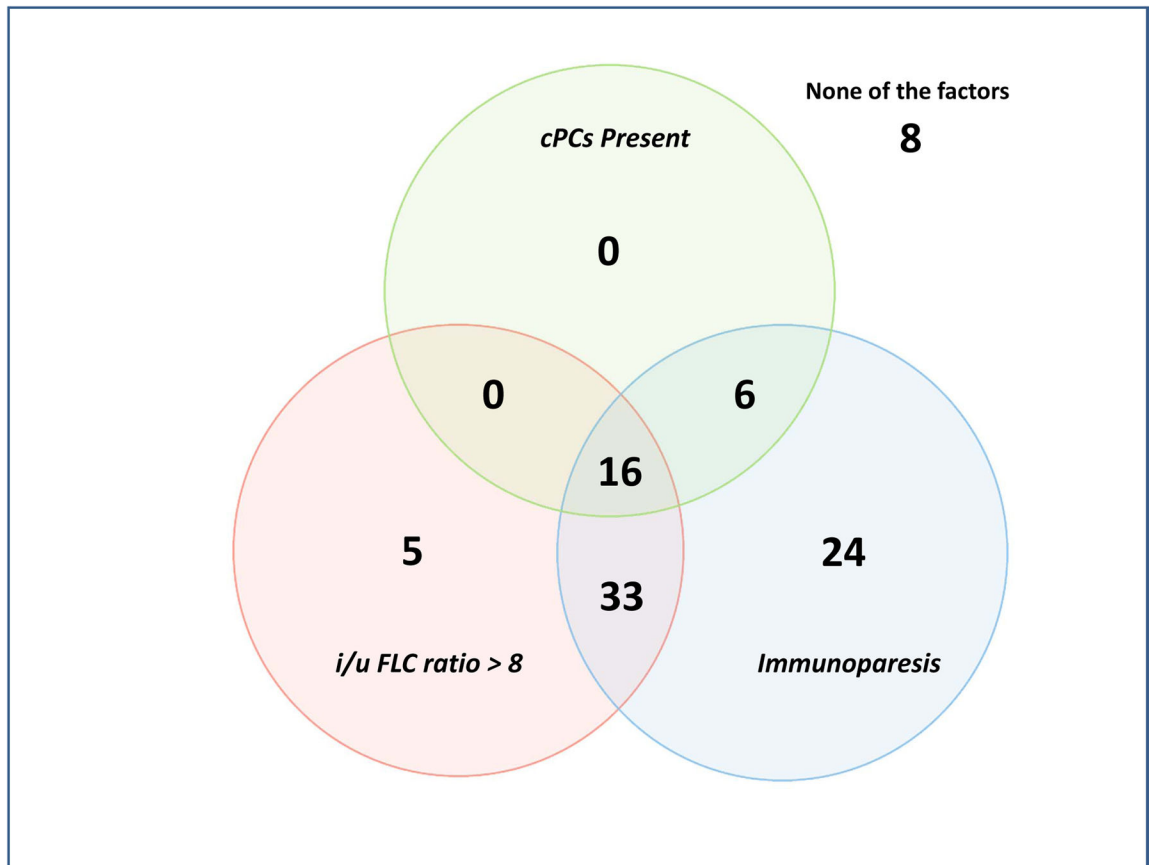 None of the factors
8
cPCs Present
0
0
6
16
5
24
33
i/u FLC ratio > 8
Immunoparesis